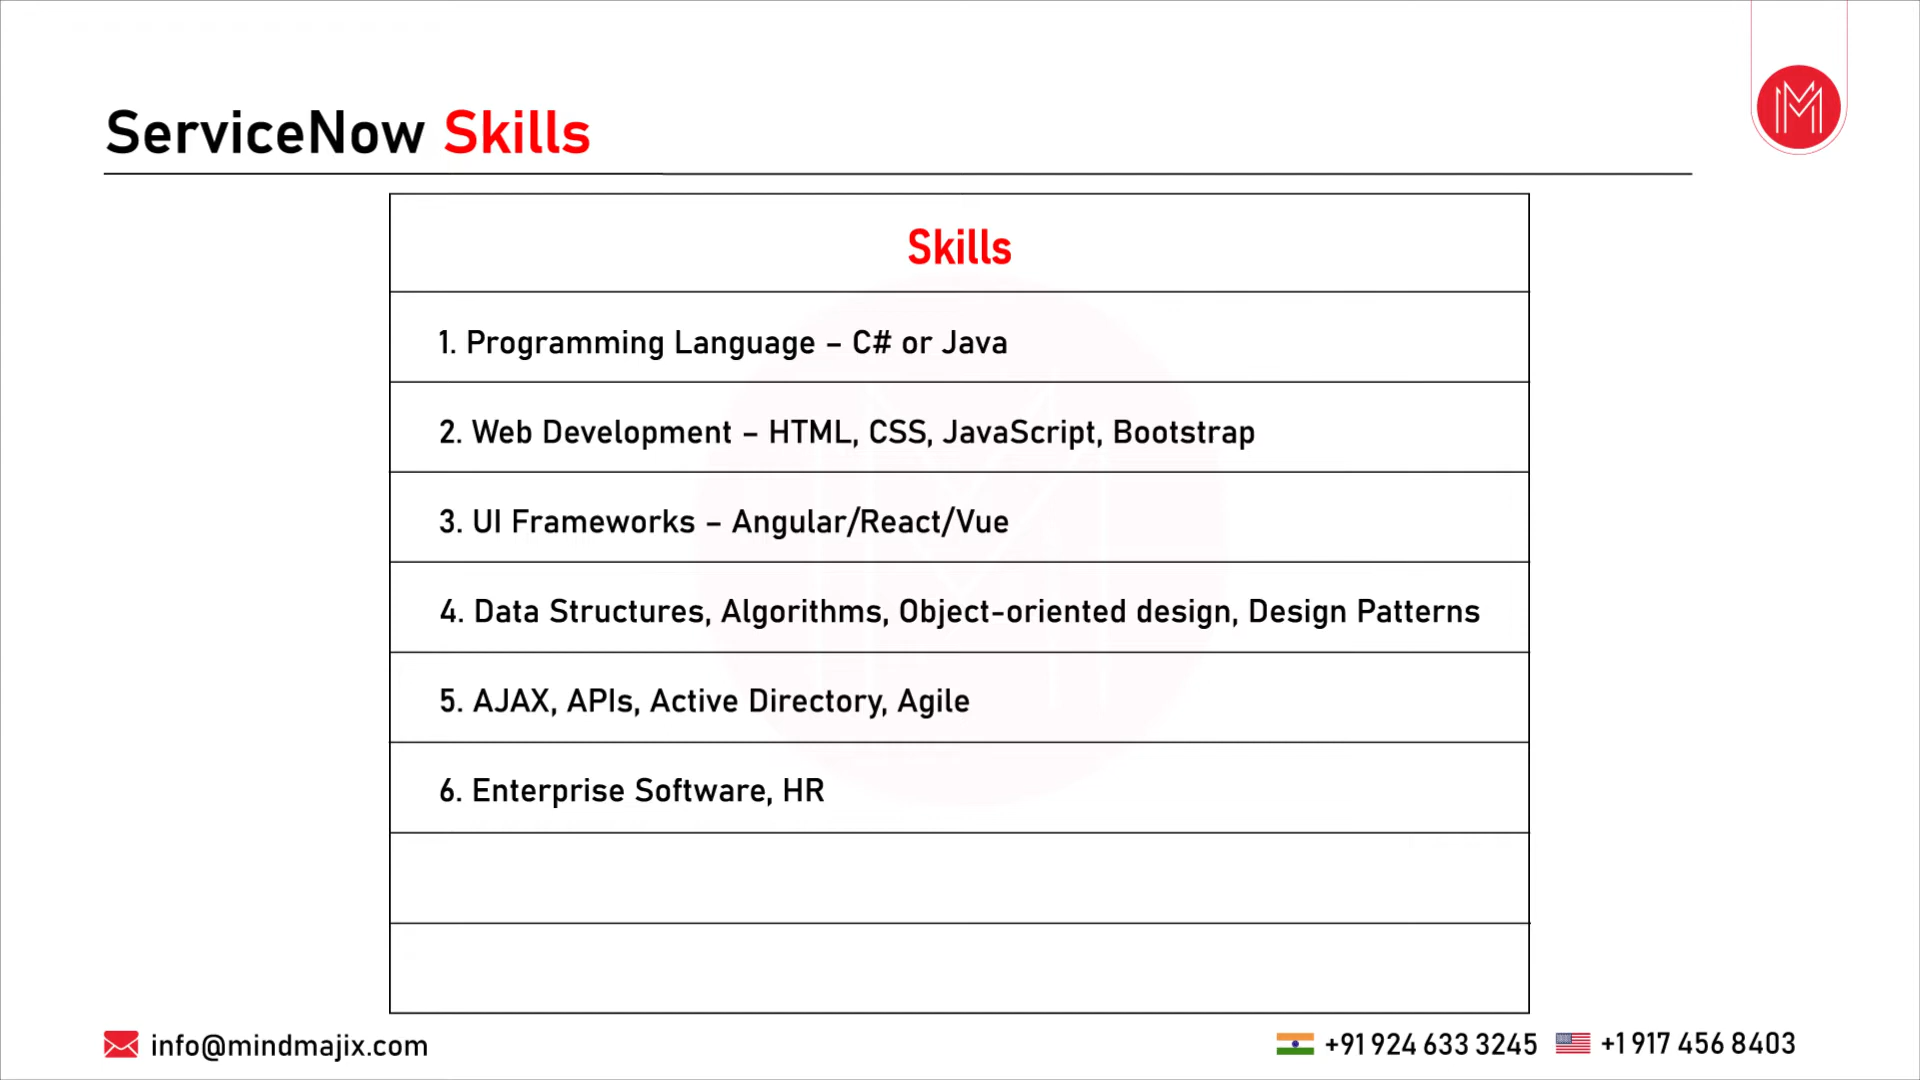 ServiceNow Skills
Skills
1. Programming Language – C# or Java
2. Web Development – HTML, CSS, JavaScript, Bootstrap
3. UI Frameworks – Angular/React/Vue
4. Data Structures, Algorithms, Object-oriented design, Design Patterns
5. AJAX, APIs, Active Directory, Agile
6. Enterprise Software, HR
info@mindmajix.com
+91 924 633 3245
+1 917 456 8403